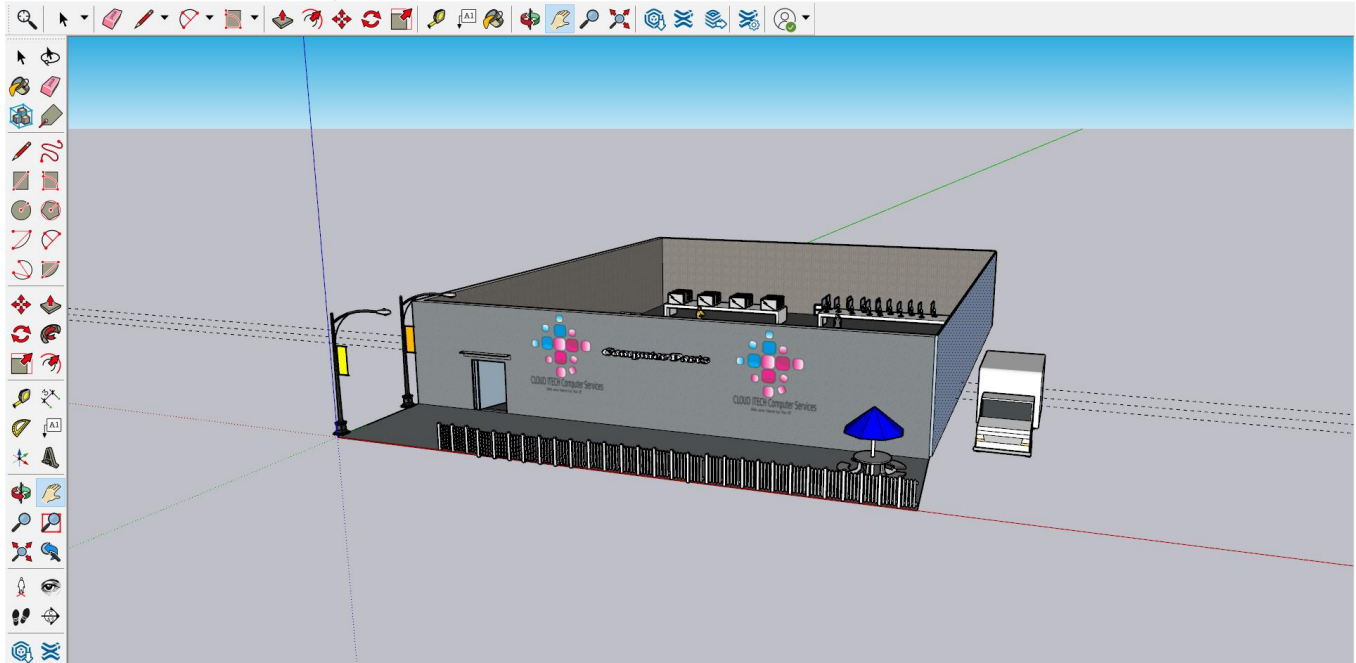 A1
A1
Computer Parts
CLOUD ITECH Computer Services
CLOUD ITECH Computer Services